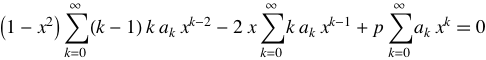 (1 − x²) ∑_{k=0}^{∞} (k − 1) k a_k x^{k−2} − 2 x ∑_{k=0}^{∞} k a_k x^{k−1} + p ∑_{k=0}^{∞} a_k x^k = 0